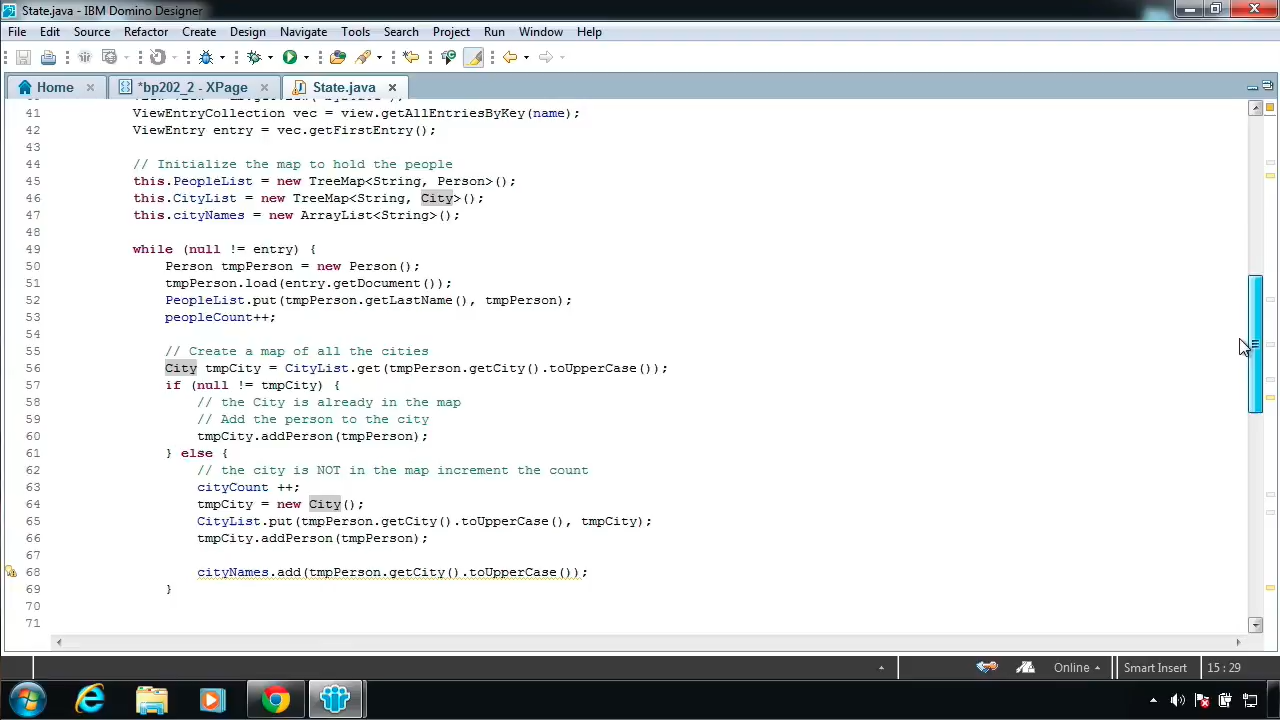 State.java - IBM Domino Designer
File Edit Source Refactor Create Design Navigate Tools Search Project Run Window Help
Home *bp202_2 - XPage State.java
41 ViewEntryCollection vec = view.getAllEntriesByKey(name);
42 ViewEntry entry = vec.getFirstEntry();
43
44 // Initialize the map to hold the people
45 this.PeopleList = new TreeMap<String, Person>();
46 this.CityList = new TreeMap<String, City>();
47 this.cityNames = new ArrayList<String>();
48
49 while (null != entry) {
50 Person tmpPerson = new Person();
51 tmpPerson.load(entry.getDocument());
52 PeopleList.put(tmpPerson.getLastName(), tmpPerson);
53 peopleCount++;
54
55 // Create a map of all the cities
56 City tmpCity = CityList.get(tmpPerson.getCity().toUpperCase());
57 if (null != tmpCity) {
58 // the City is already in the map
59 // Add the person to the city
60 tmpCity.addPerson(tmpPerson);
61 } else {
62 // the city is NOT in the map increment the count
63 cityCount ++;
64 tmpCity = new City();
65 CityList.put(tmpPerson.getCity().toUpperCase(), tmpCity);
66 tmpCity.addPerson(tmpPerson);
67
68 cityNames.add(tmpPerson.getCity().toUpperCase());
69 }
70
71
Online Smart Insert 15 : 29